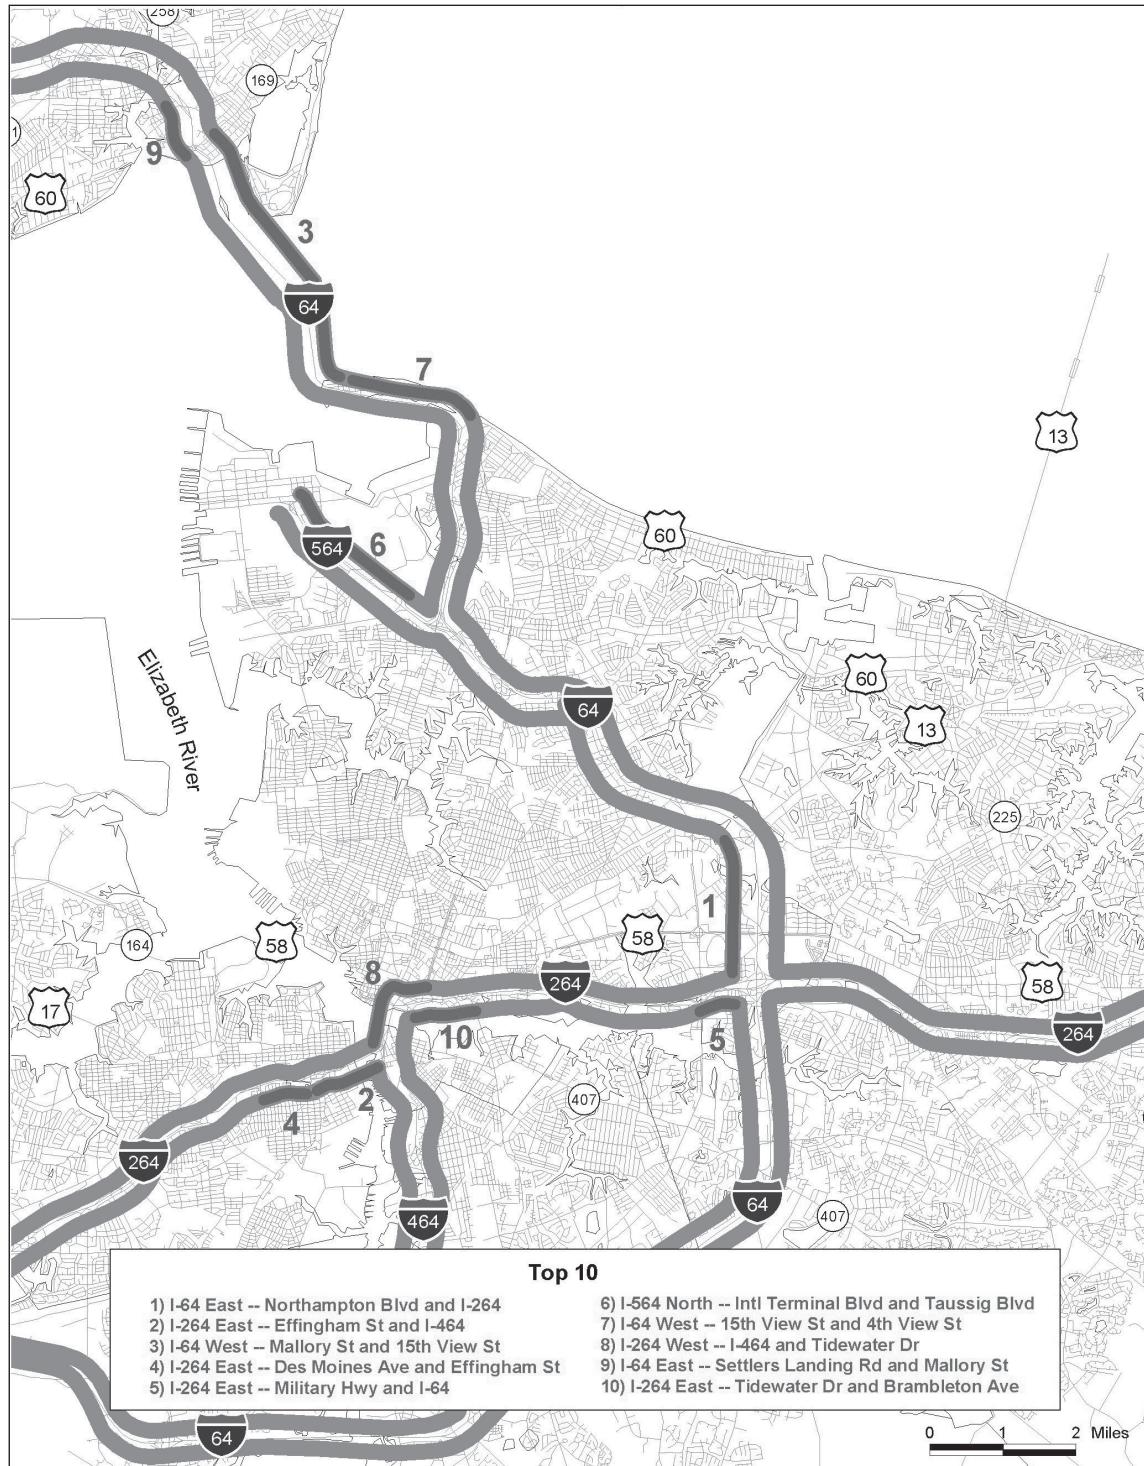 258
169
1
9
60
3
64
7
13
6
564
60
Elizabeth River
60
64
13
225
1
58
164
58
8
264
58
17
264
10
5
2
407
4
264
64
407
464
Top 10
1) I-64 East -- Northampton Blvd and I-264
2) I-264 East -- Effingham St and I-464
3) I-64 West -- Mallory St and 15th View St
4) I-264 East -- Des Moines Ave and Effingham St
5) I-264 East -- Military Hwy and I-64
6) I-564 North -- Intl Terminal Blvd and Taussig Blvd
7) I-64 West -- 15th View St and 4th View St
8) I-264 West -- I-464 and Tidewater Dr
9) I-64 East -- Settlers Landing Rd and Mallory St
10) I-264 East -- Tidewater Dr and Brambleton Ave
64
0 1 2 Miles